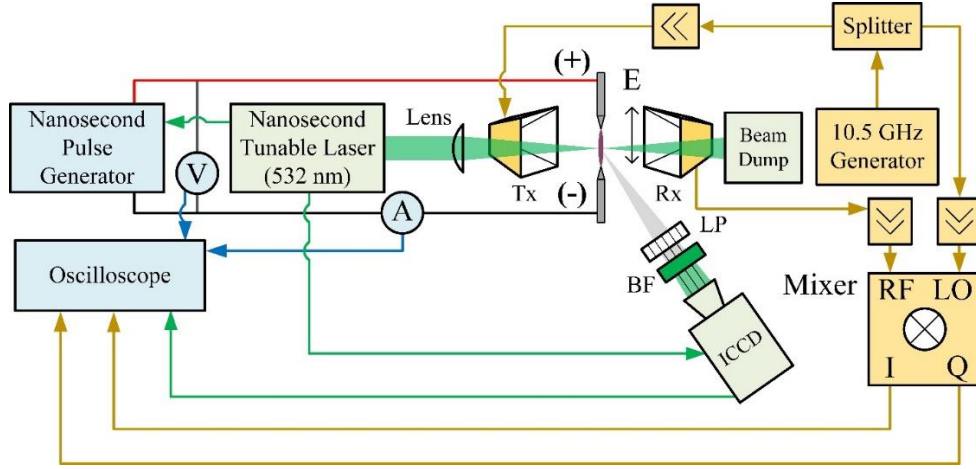 Splitter
(+)
E
Nanosecond
Pulse
Generator
Nanosecond
Tunable Laser
(532 nm)
Lens
Tx
Rx
Beam
Dump
10.5 GHz
Generator
V
(-)
A
LP
BF
Oscilloscope
ICCD
Mixer
RF LO
I Q